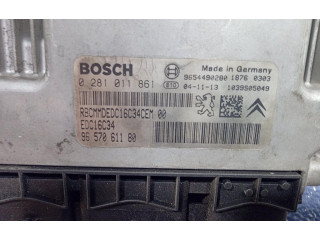 BOSCH
Made in Germany
0 281 011 861
9654490280 1876 0303
010 04-11-13 1039S05049
RBCMMDEDC16C34CEM 00
EDC16C34
96 570 611 80